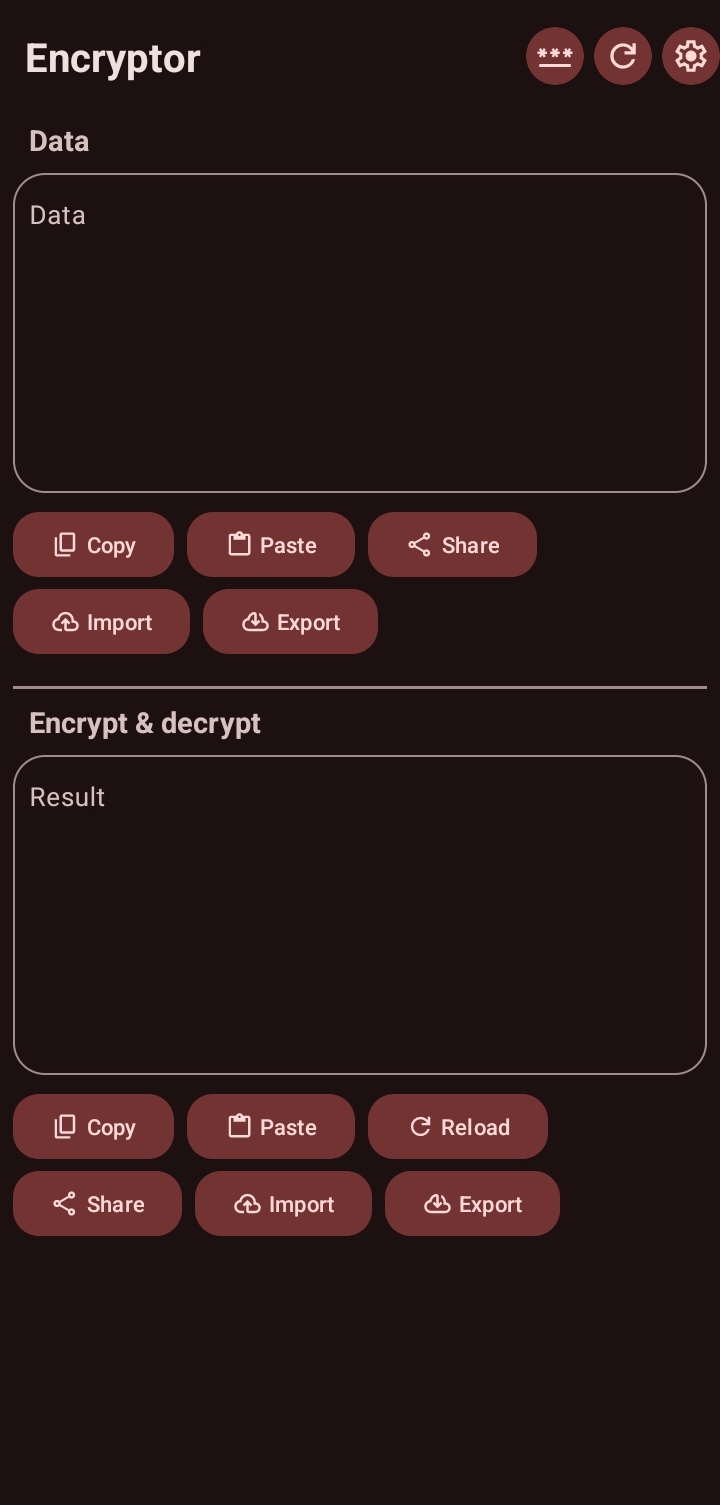 Encryptor
Data
Data
Copy Paste Share
Import Export
Encrypt & decrypt
Result
Copy Paste Reload
Share Import Export